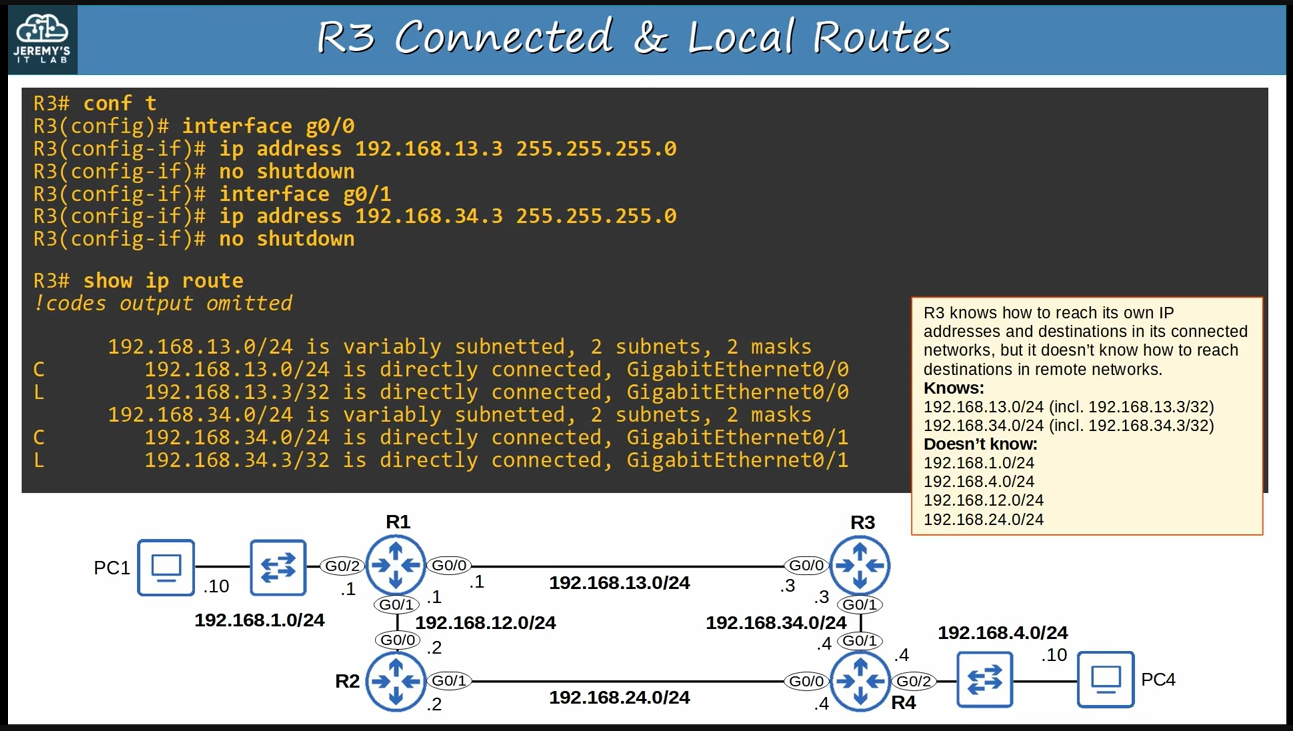 JEREMY'S
IT LAB
R3 Connected & Local Routes
R3# conf t
R3(config)# interface g0/0
R3(config-if)# ip address 192.168.13.3 255.255.255.0
R3(config-if)# no shutdown
R3(config-if)# interface g0/1
R3(config-if)# ip address 192.168.34.3 255.255.255.0
R3(config-if)# no shutdown
R3# show ip route
!codes output omitted
192.168.13.0/24 is variably subnetted, 2 subnets, 2 masks
C 192.168.13.0/24 is directly connected, GigabitEthernet0/0
L 192.168.13.3/32 is directly connected, GigabitEthernet0/0
192.168.34.0/24 is variably subnetted, 2 subnets, 2 masks
C 192.168.34.0/24 is directly connected, GigabitEthernet0/1
L 192.168.34.3/32 is directly connected, GigabitEthernet0/1
R3 knows how to reach its own IP
addresses and destinations in its connected
networks, but it doesn't know how to reach
destinations in remote networks.
Knows:
192.168.13.0/24 (incl. 192.168.13.3/32)
192.168.34.0/24 (incl. 192.168.34.3/32)
Doesn't know:
192.168.1.0/24
192.168.4.0/24
192.168.12.0/24
192.168.24.0/24
R1
R3
PC1
.10
G0/2
.1
G0/0
.1
192.168.13.0/24
G0/0
.3
192.168.1.0/24
G0/1
.1
192.168.12.0/24
G0/0
.2
.3
G0/1
192.168.34.0/24
.4
G0/1
192.168.4.0/24
R2
G0/1
.2
192.168.24.0/24
G0/0
.4
R4
G0/2
.4
.10
PC4